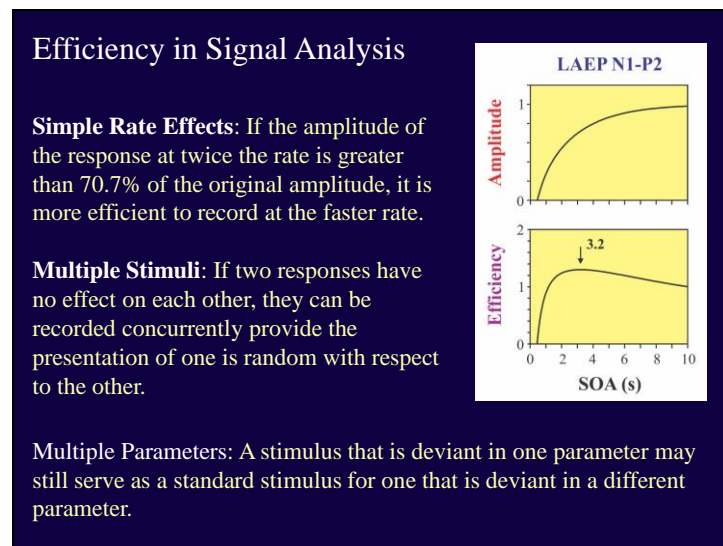 Efficiency in Signal Analysis
Simple Rate Effects: If the amplitude of
the response at twice the rate is greater
than 70.7% of the original amplitude, it is
more efficient to record at the faster rate.
Multiple Stimuli: If two responses have
no effect on each other, they can be
recorded concurrently provide the
presentation of one is random with respect
to the other.
LAEP N1-P2
Amplitude
1
0
Efficiency
2
1
0
3.2
0 2 4 6 8 10
SOA (s)
Multiple Parameters: A stimulus that is deviant in one parameter may
still serve as a standard stimulus for one that is deviant in a different
parameter.